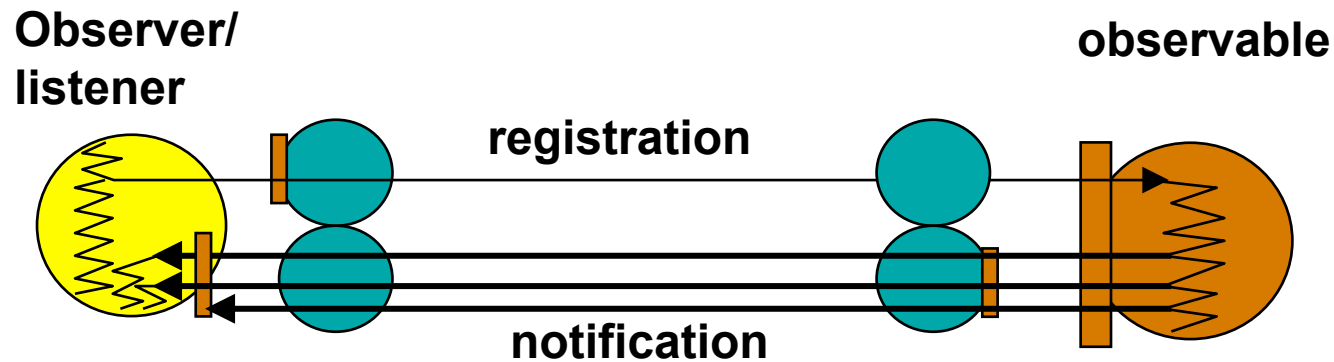 Observer/
listener
observable
registration
notification